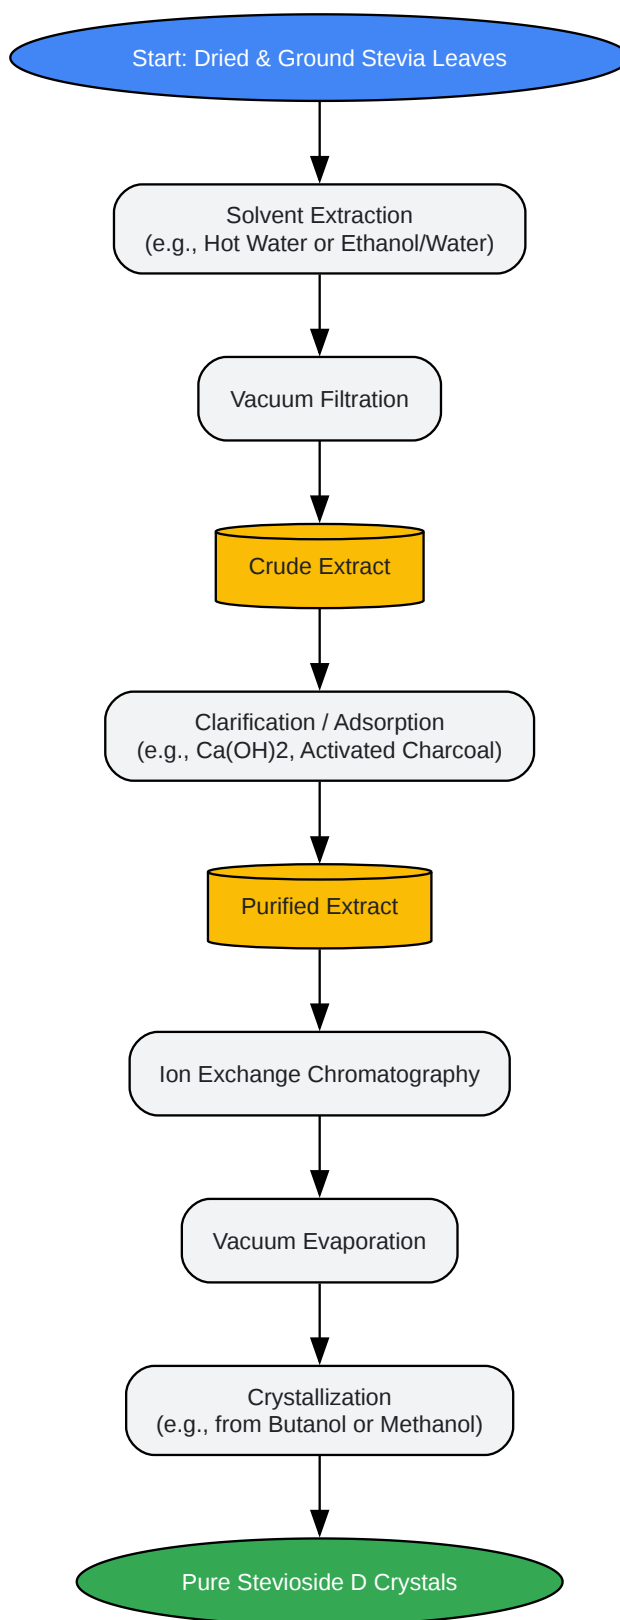 Start: Dried & Ground Stevia Leaves
Solvent Extraction
(e.g., Hot Water or Ethanol/Water)
Vacuum Filtration
Crude Extract
Clarification / Adsorption
(e.g., Ca(OH)2, Activated Charcoal)
Purified Extract
Ion Exchange Chromatography
Vacuum Evaporation
Crystallization
(e.g., from Butanol or Methanol)
Pure Stevioside D Crystals